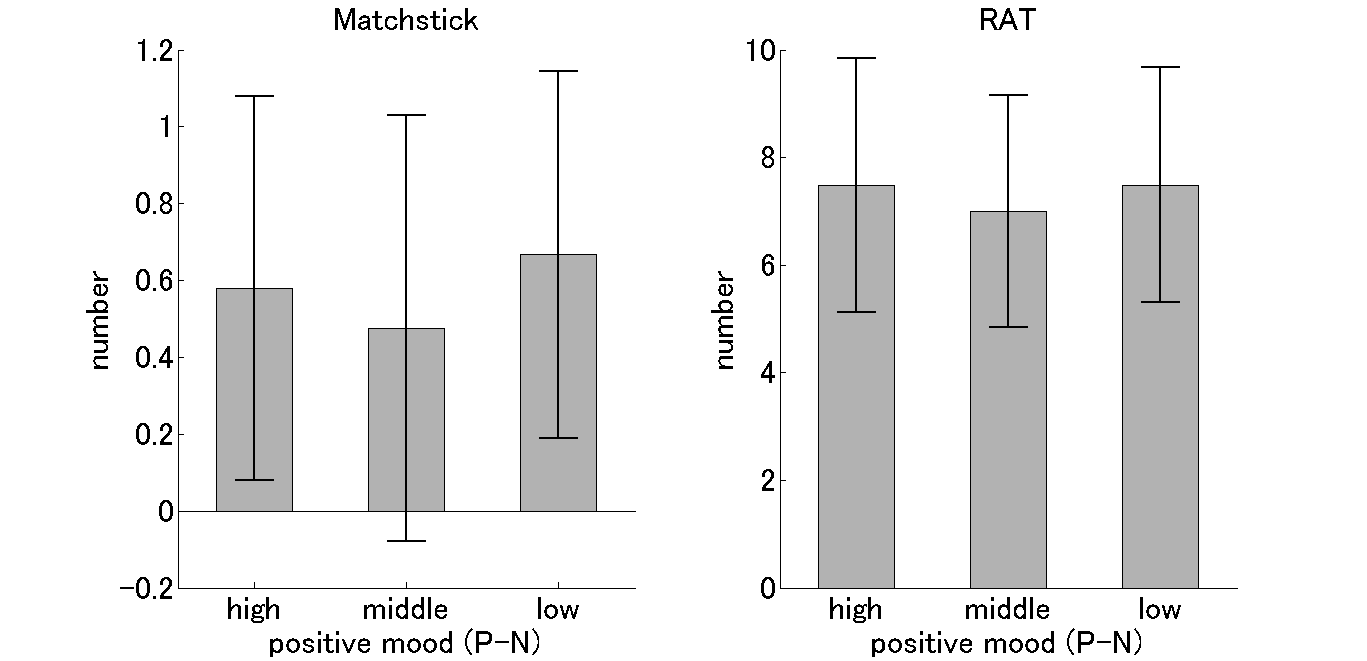 Matchstick
1.2
1
0.8
0.6
0.4
0.2
0
-0.2
number
high middle low
positive mood (P-N)
RAT
10
8
6
4
2
0
number
high middle low
positive mood (P-N)